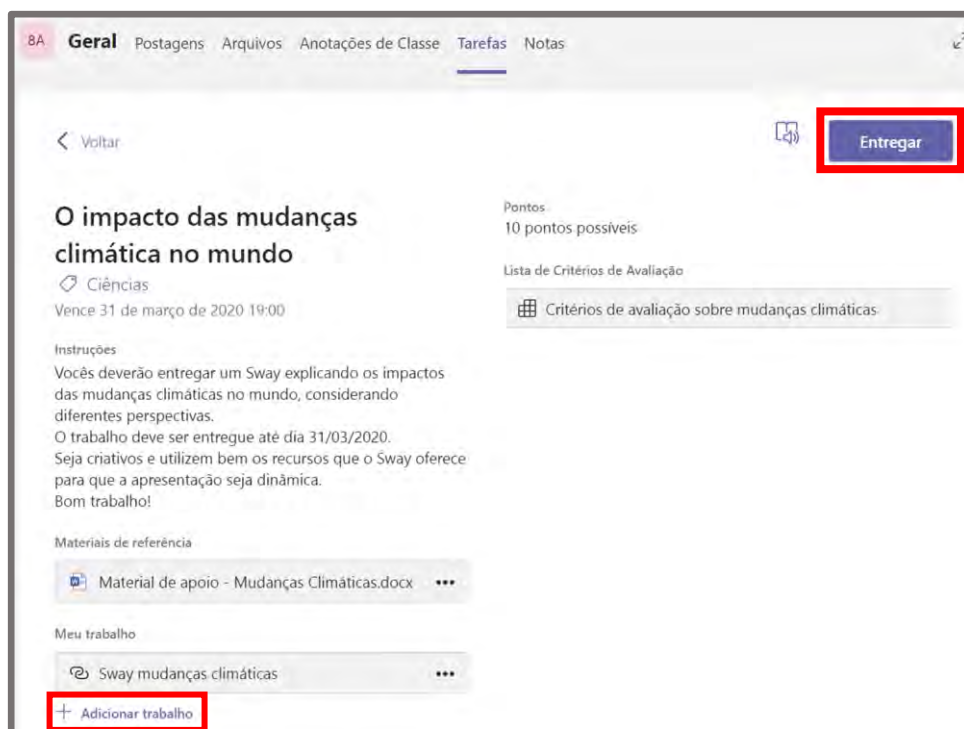 8A Geral Postagens Arquivos Anotações de Classe Tarefas Notas
Voltar
Entregar
O impacto das mudanças
climática no mundo
Ciências
Vence 31 de março de 2020 19:00
Instruções
Vocês deverão entregar um Sway explicando os impactos
das mudanças climáticas no mundo, considerando
diferentes perspectivas.
O trabalho deve ser entregue até dia 31/03/2020.
Seja criativos e utilizem bem os recursos que o Sway oferece
para que a apresentação seja dinâmica.
Bom trabalho!
Materiais de referência
Material de apoio - Mudanças Climáticas.docx
Meu trabalho
Sway mudanças climáticas
+ Adicionar trabalho
Pontos
10 pontos possíveis
Lista de Critérios de Avaliação
Critérios de avaliação sobre mudanças climáticas